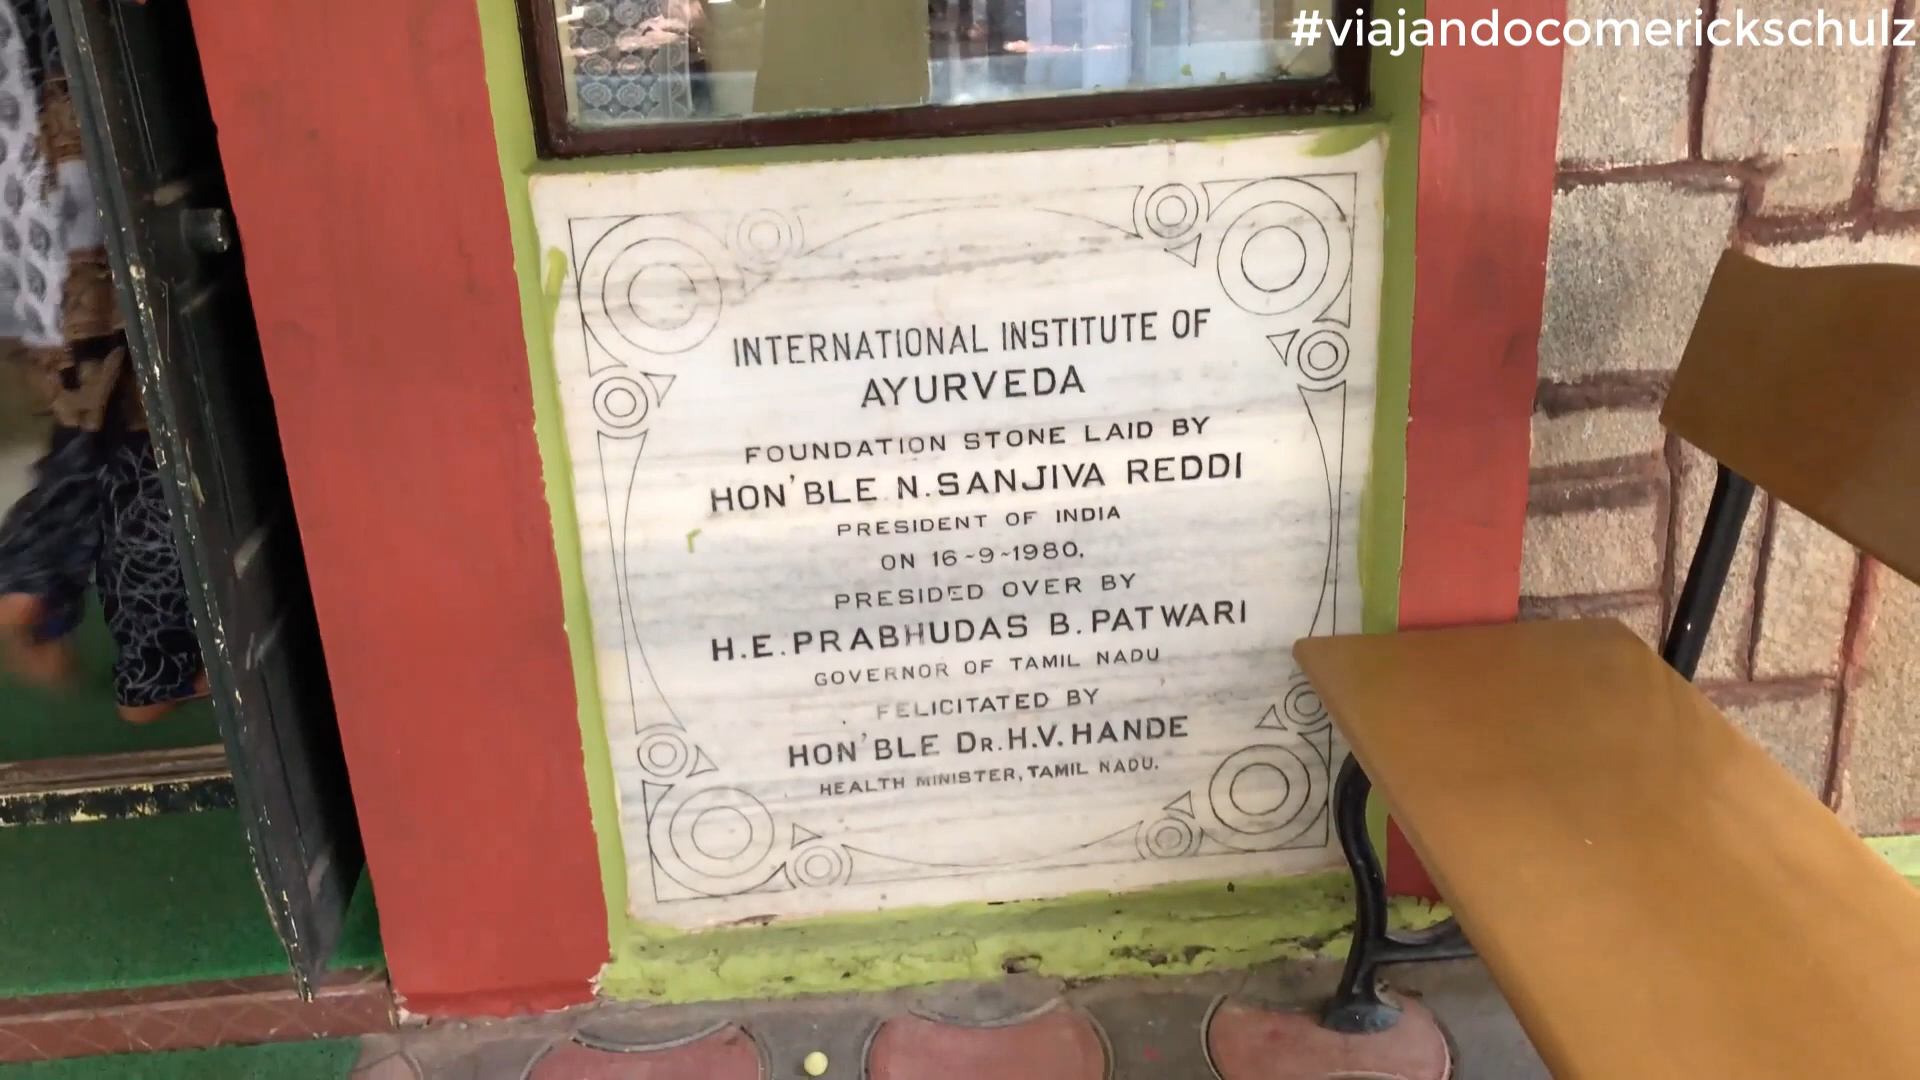 #viajandocomerickschulz
INTERNATIONAL INSTITUTE OF
AYURVEDA
FOUNDATION STONE LAID BY
HON'BLE N.SANJIVA REDDI
PRESIDENT OF INDIA
ON 16-9-1980.
PRESIDED OVER BY
H.E.PRABHUDAS B.PATWARI
GOVERNOR OF TAMIL NADU
FELICITATED BY
HON'BLE DR.H.V.HANDE
HEALTH MINISTER, TAMIL NADU.